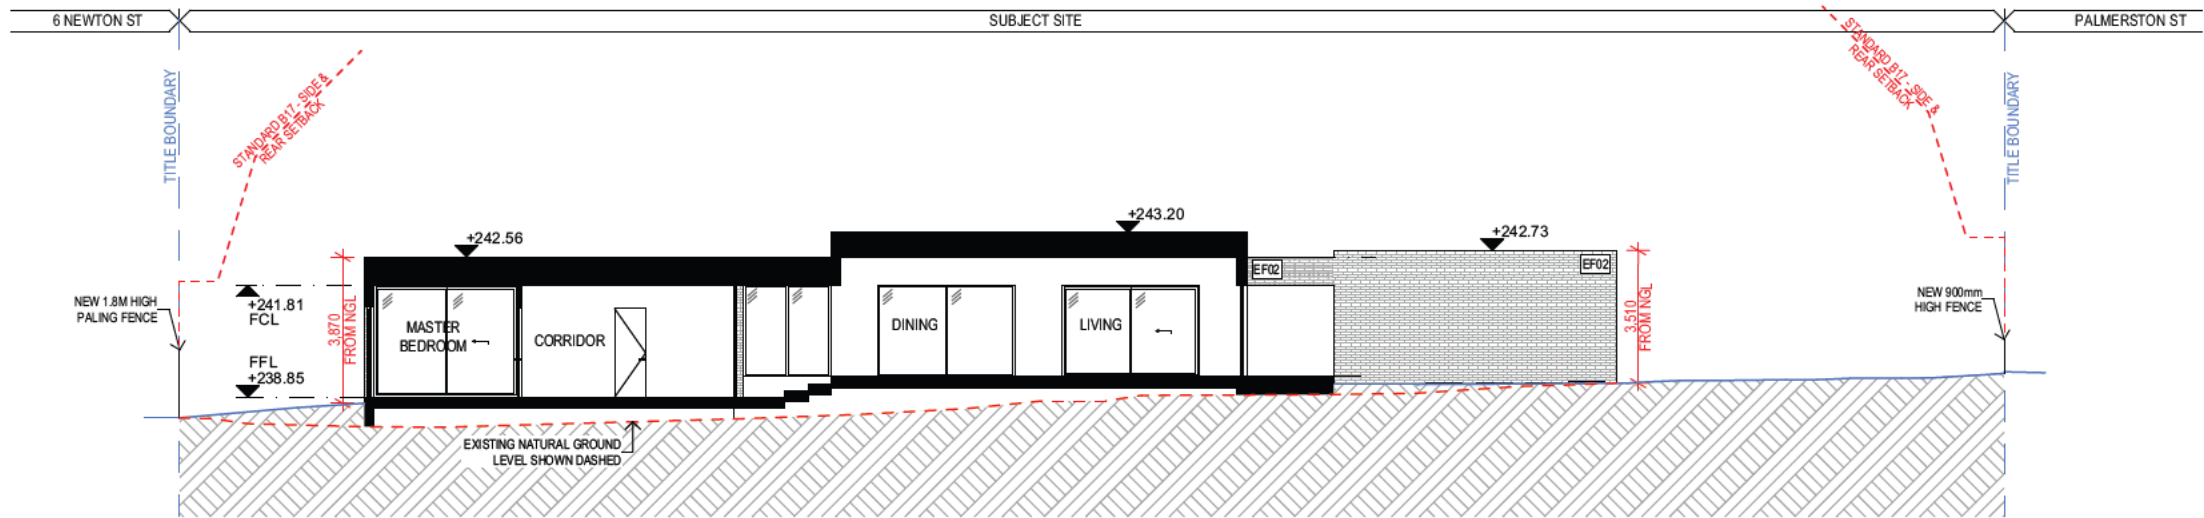 6 NEWTON ST
SUBJECT SITE
PALMERSTON ST
TITLE BOUNDARY
STANDARD B17 - SIDE &
REAR SETBACK
STANDARD B17 - SIDE &
REAR SETBACK
TITLE BOUNDARY
+242.56
+243.20
+242.73
EF02
EF02
NEW 1.8M HIGH
PALING FENCE
+241.81
FCL
FFL
+238.85
3,870
FROM NGL
MASTER
BEDROOM
CORRIDOR
DINING
LIVING
3,510
FROM NGL
NEW 900mm
HIGH FENCE
EXISTING NATURAL GROUND
LEVEL SHOWN DASHED